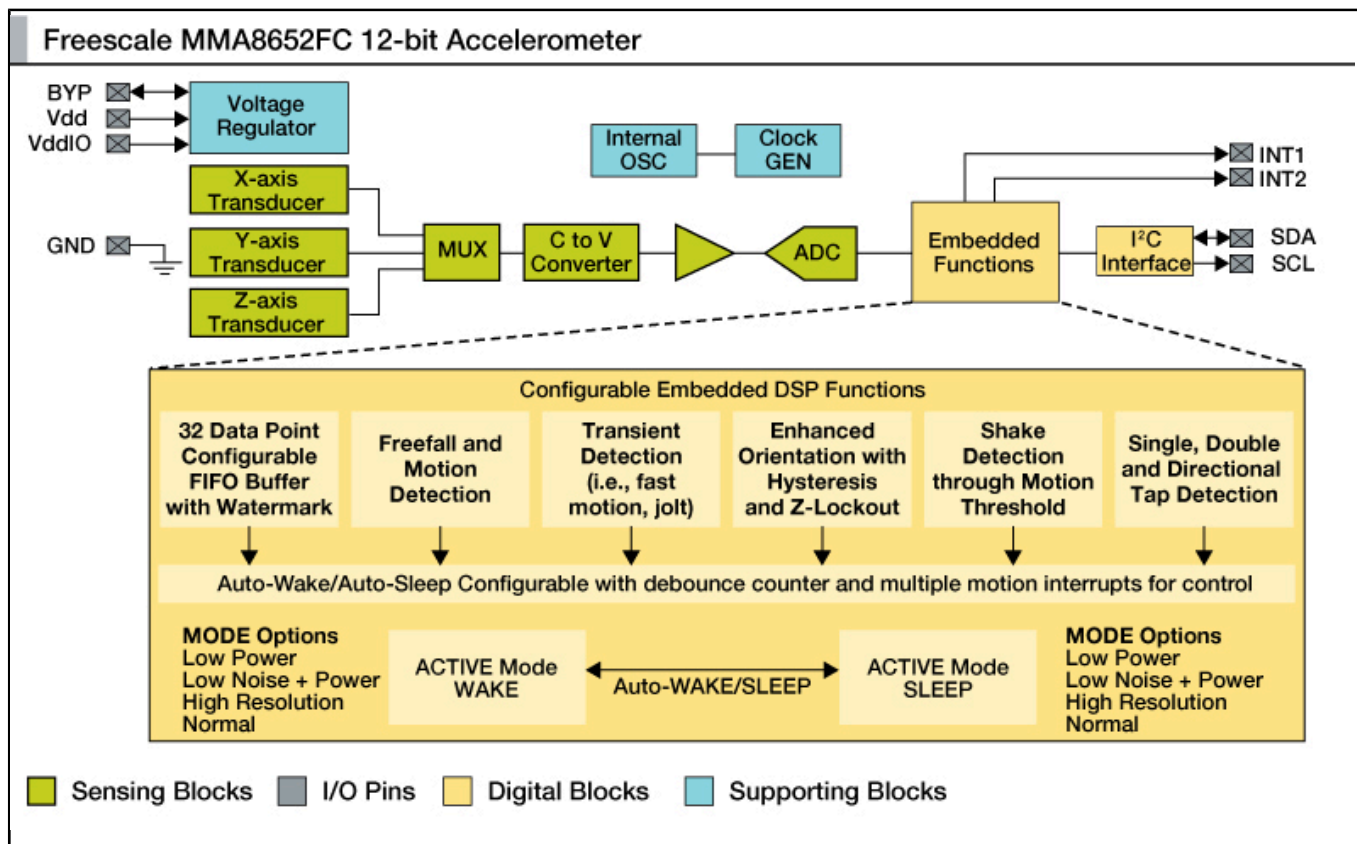 Freescale MMA8652FC 12-bit Accelerometer
BYP
Vdd
VddIO
Voltage
Regulator
Internal
OSC
Clock
GEN
INT1
INT2
X-axis
Transducer
GND
Y-axis
Transducer
MUX
C to V
Converter
ADC
Embedded
Functions
I²C
Interface
SDA
SCL
Z-axis
Transducer
Configurable Embedded DSP Functions
32 Data Point
Configurable
FIFO Buffer
with Watermark
Freefall and
Motion
Detection
Transient
Detection
(i.e., fast
motion, jolt)
Enhanced
Orientation with
Hysteresis
and Z-Lockout
Shake
Detection
through Motion
Threshold
Single, Double
and Directional
Tap Detection
Auto-Wake/Auto-Sleep Configurable with debounce counter and multiple motion interrupts for control
MODE Options
Low Power
Low Noise + Power
High Resolution
Normal
ACTIVE Mode
WAKE
Auto-WAKE/SLEEP
ACTIVE Mode
SLEEP
MODE Options
Low Power
Low Noise + Power
High Resolution
Normal
Sensing Blocks
I/O Pins
Digital Blocks
Supporting Blocks